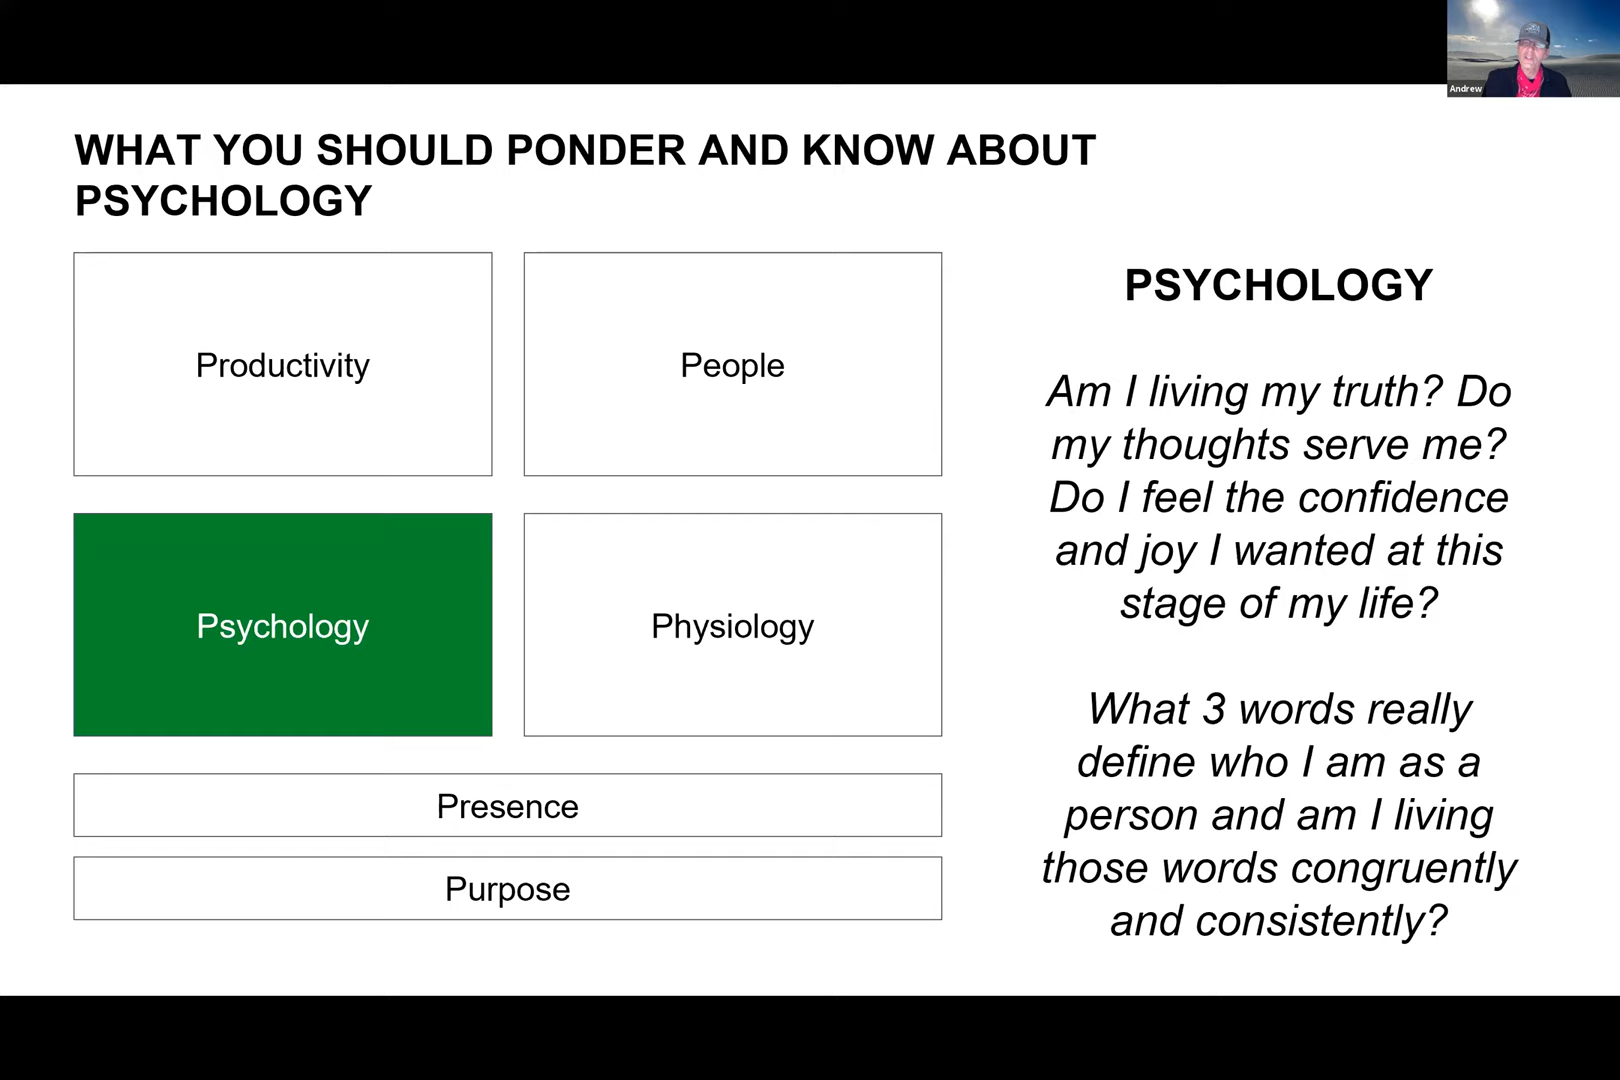 Andrew
WHAT YOU SHOULD PONDER AND KNOW ABOUT
PSYCHOLOGY
Productivity
People
Psychology
Physiology
Presence
Purpose
PSYCHOLOGY
Am I living my truth? Do
my thoughts serve me?
Do I feel the confidence
and joy I wanted at this
stage of my life?
What 3 words really
define who I am as a
person and am I living
those words congruently
and consistently?